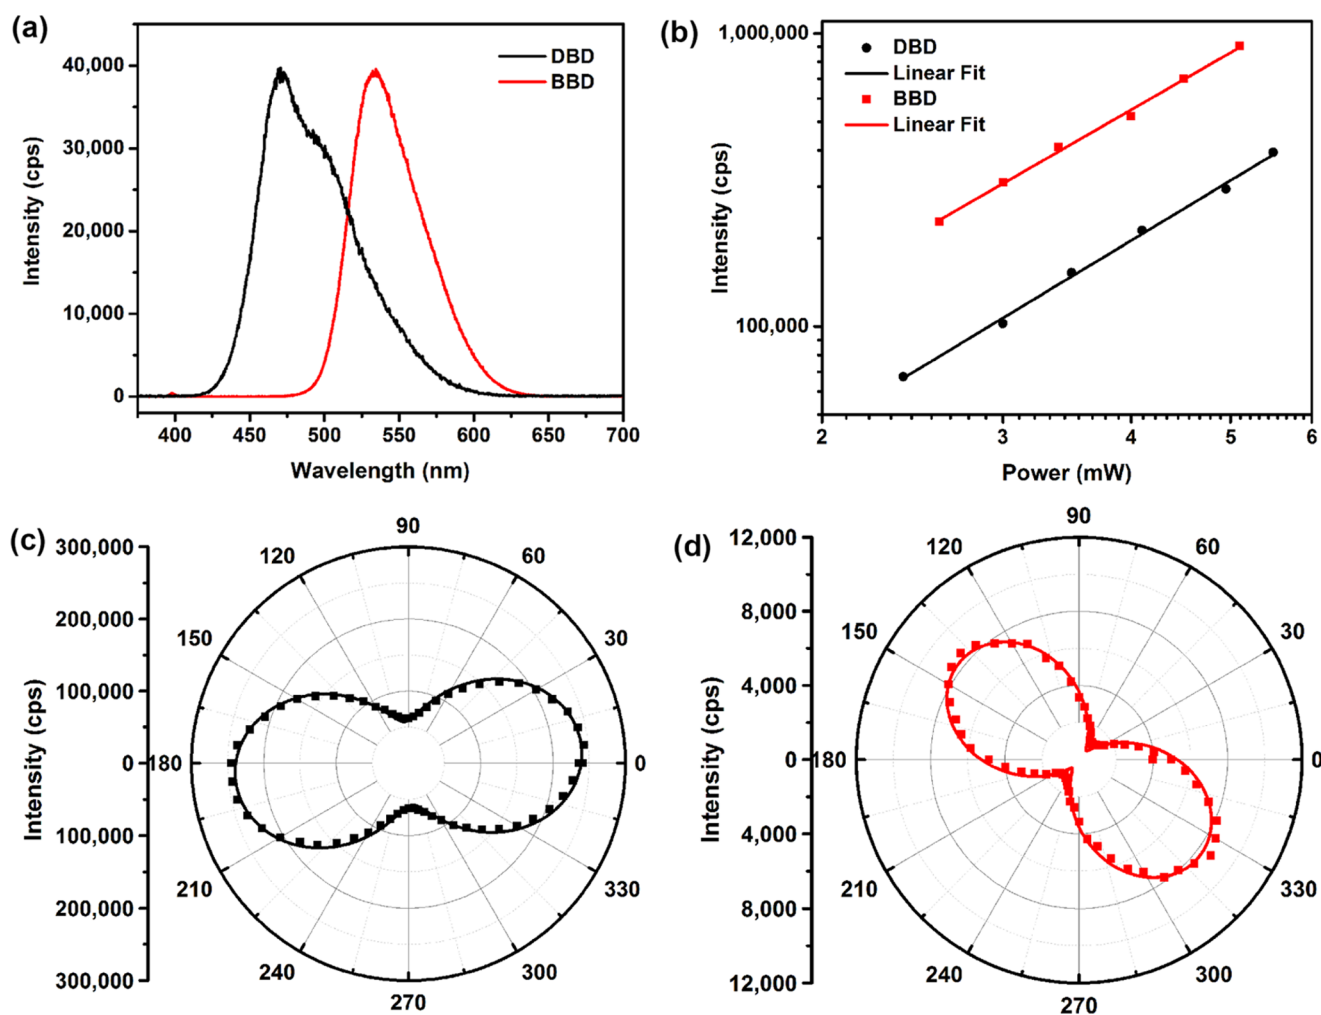 (a)
DBD
BBD
40,000
30,000
20,000
10,000
0
Intensity (cps)
400 450 500 550 600 650 700
Wavelength (nm)
(b)
1,000,000
100,000
DBD
Linear Fit
BBD
Linear Fit
Intensity (cps)
2 3 4 5 6
Power (mW)
(c)
300,000
200,000
100,000
0
100,000
200,000
300,000
Intensity (cps)
90
120 60
150 30
180 0
210 330
240 300
270
(d)
12,000
8,000
4,000
0
4,000
8,000
12,000
Intensity (cps)
90
120 60
150 30
180 0
210 330
240 300
270